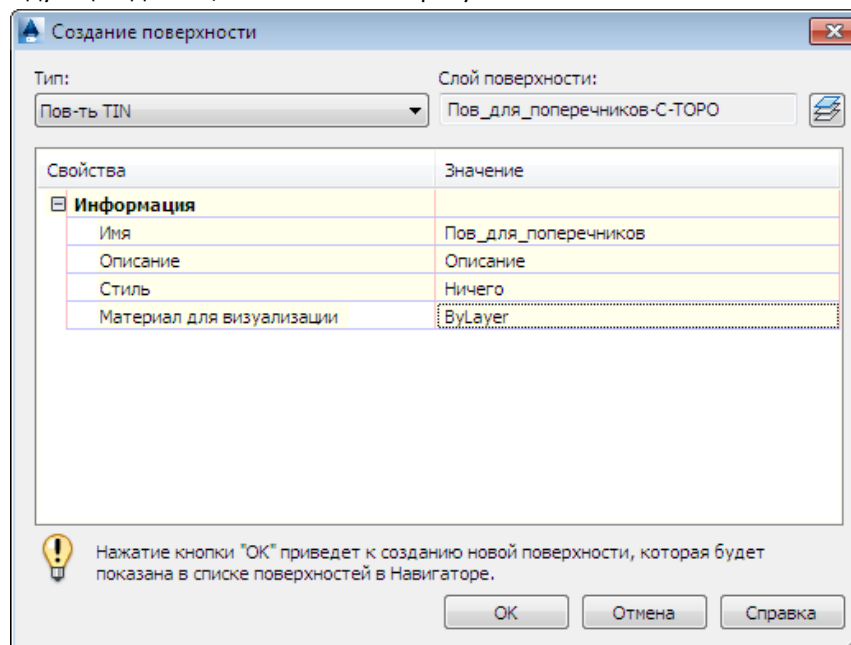 Создание поверхности
Тип:
Слой поверхности:
Пов-ть TIN
Пов_для_поперечников-C-TOPO
Свойства
Значение
Информация
Имя
Пов_для_поперечников
Описание
Описание
Стиль
Ничего
Материал для визуализации
ByLayer
Нажатие кнопки "ОК" приведет к созданию новой поверхности, которая будет
показана в списке поверхностей в Навигаторе.
ОК
Отмена
Справка